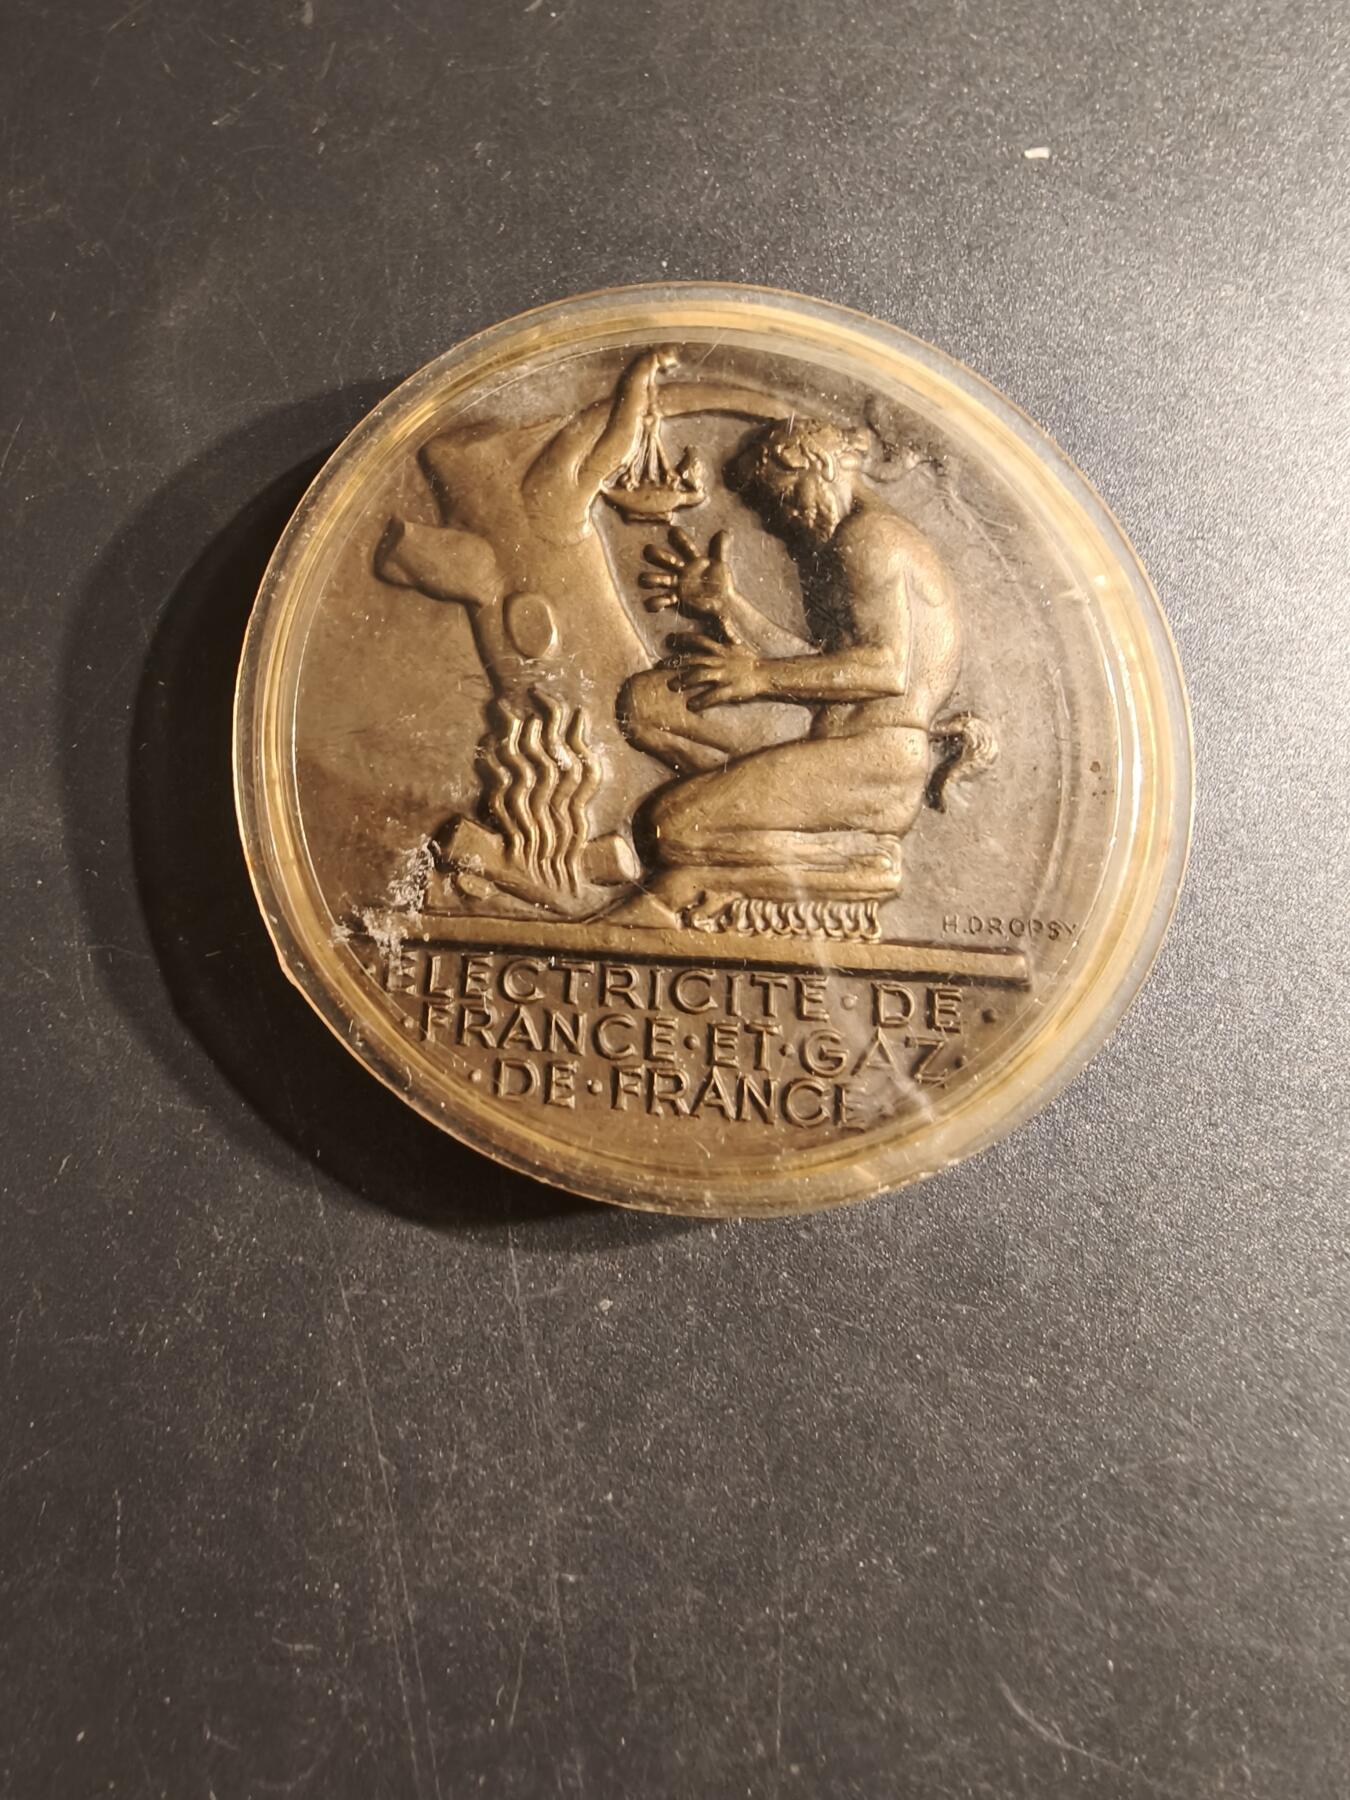 H.DROPSY
ELECTRICITE·DE·
·FRANCE·ET·GAZ·
·DE·FRANCE·